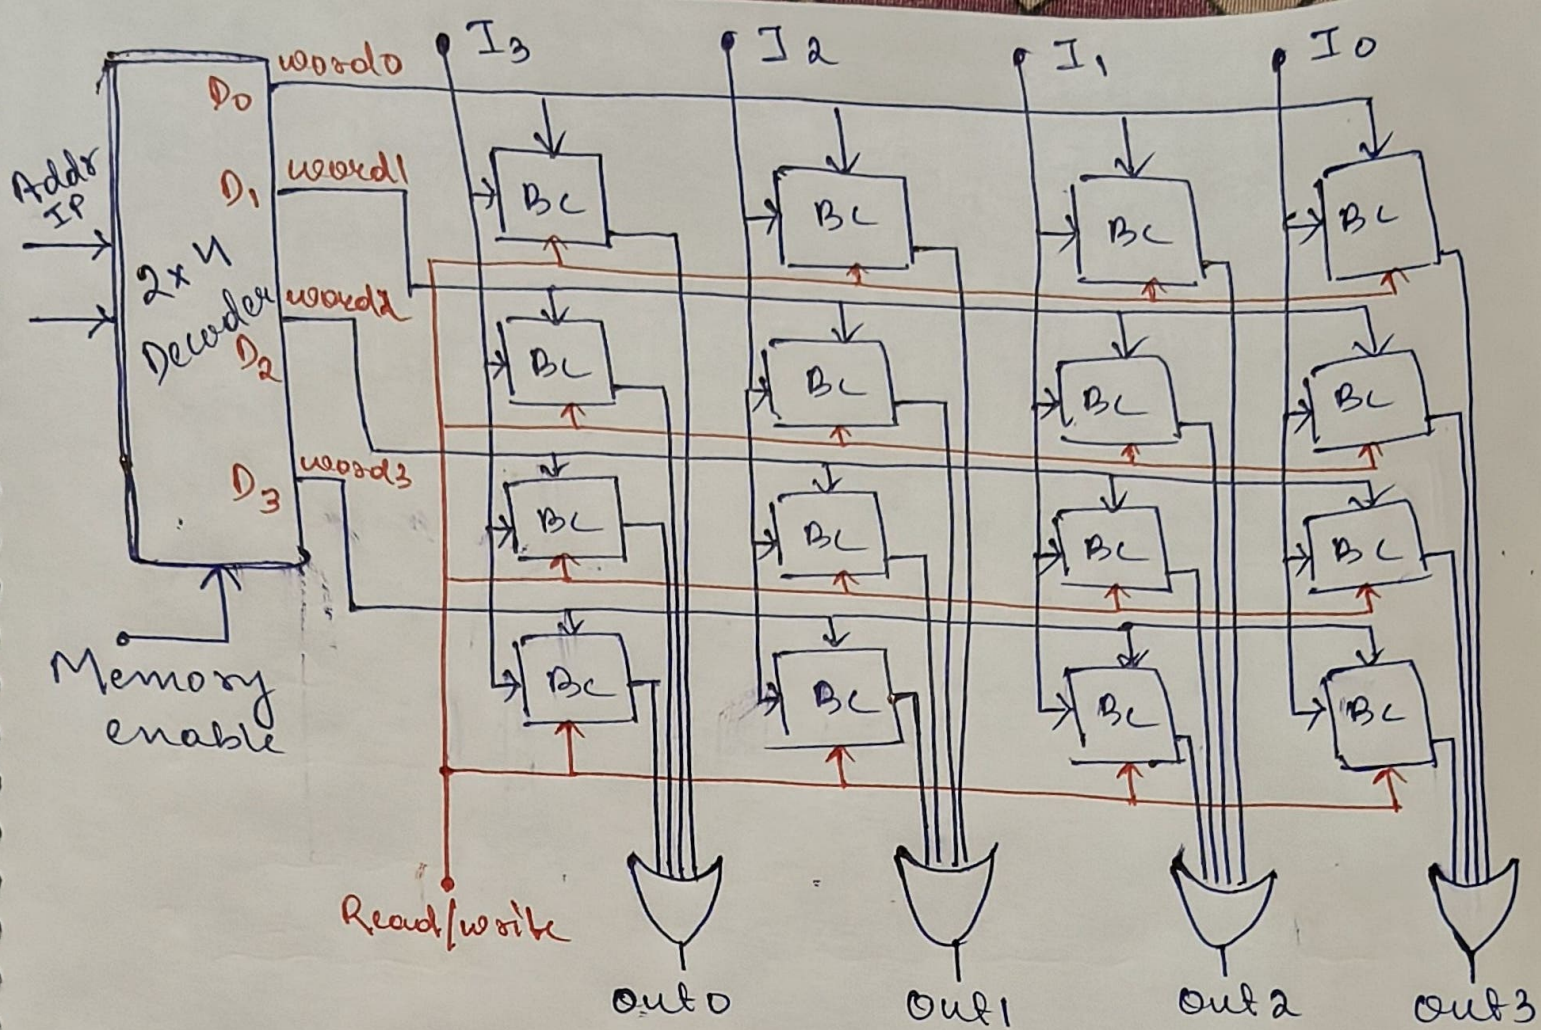 I3 I2 I1 I0
word0
D0
Addr
IP
word1
D1
2x4
Decoder
word2
D2
word3
D3
BC BC BC BC
BC BC BC BC
BC BC BC BC
BC BC BC BC
Memory
enable
Read/write
out0 out1 out2 out3